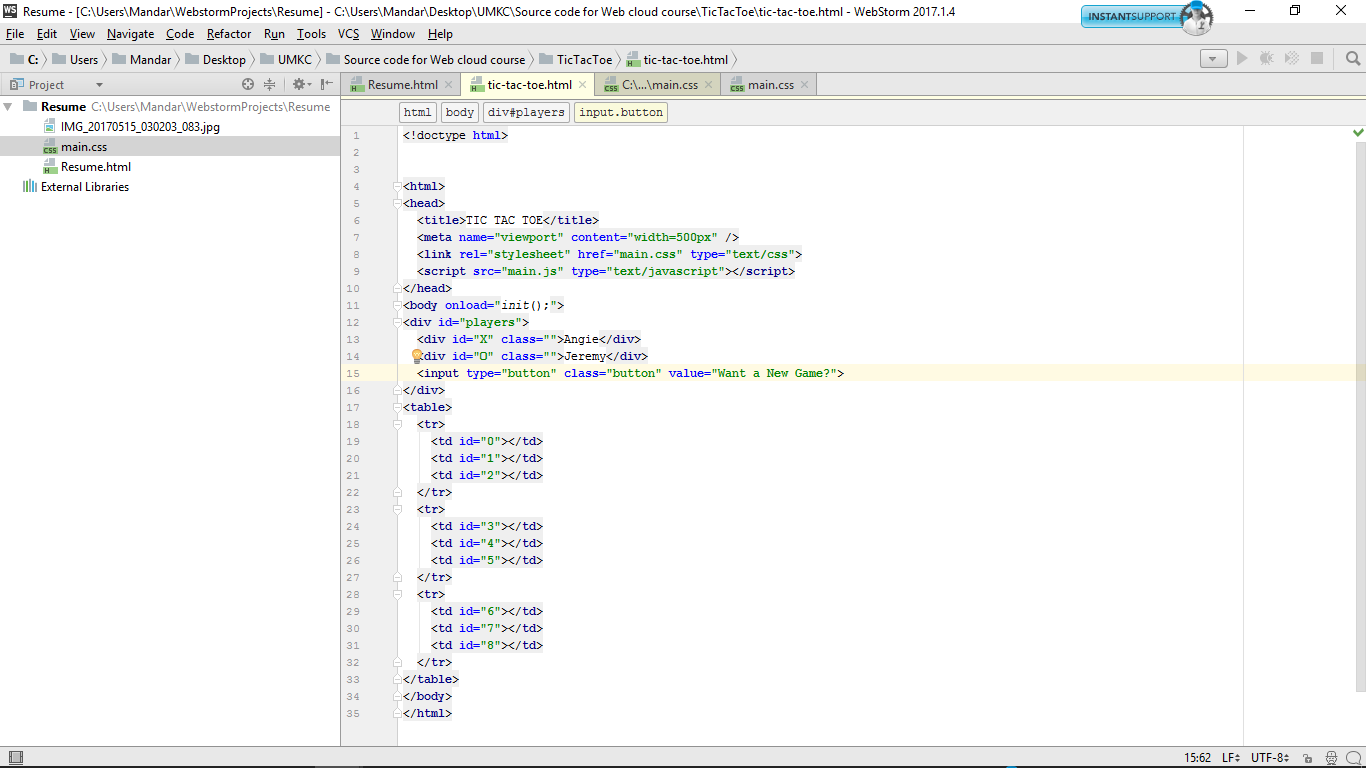 WS Resume - [C:\Users\Mandar\WebstormProjects\Resume] - C:\Users\Mandar\Desktop\UMKC\Source code for Web cloud course\TicTacToe\tic-tac-toe.html - WebStorm 2017.1.4
INSTANTSUPPORT
File Edit View Navigate Code Refactor Run Tools VCS Window Help
C: Users Mandar Desktop UMKC Source code for Web cloud course TicTacToe tic-tac-toe.html
Project
Resume.html tic-tac-toe.html C:\...\main.css main.css
Resume C:\Users\Mandar\WebstormProjects\Resume
IMG_20170515_030203_083.jpg
main.css
Resume.html
External Libraries
html body div#players input.button
1 <!doctype html>
2
3
4 <html>
5 <head>
6 <title>TIC TAC TOE</title>
7 <meta name="viewport" content="width=500px" />
8 <link rel="stylesheet" href="main.css" type="text/css">
9 <script src="main.js" type="text/javascript"></script>
10 </head>
11 <body onload="init();">
12 <div id="players">
13 <div id="X" class="">Angie</div>
14 <div id="O" class="">Jeremy</div>
15 <input type="button" class="button" value="Want a New Game?">
16 </div>
17 <table>
18 <tr>
19 <td id="0"></td>
20 <td id="1"></td>
21 <td id="2"></td>
22 </tr>
23 <tr>
24 <td id="3"></td>
25 <td id="4"></td>
26 <td id="5"></td>
27 </tr>
28 <tr>
29 <td id="6"></td>
30 <td id="7"></td>
31 <td id="8"></td>
32 </tr>
33 </table>
34 </body>
35 </html>
15:62 LF UTF-8